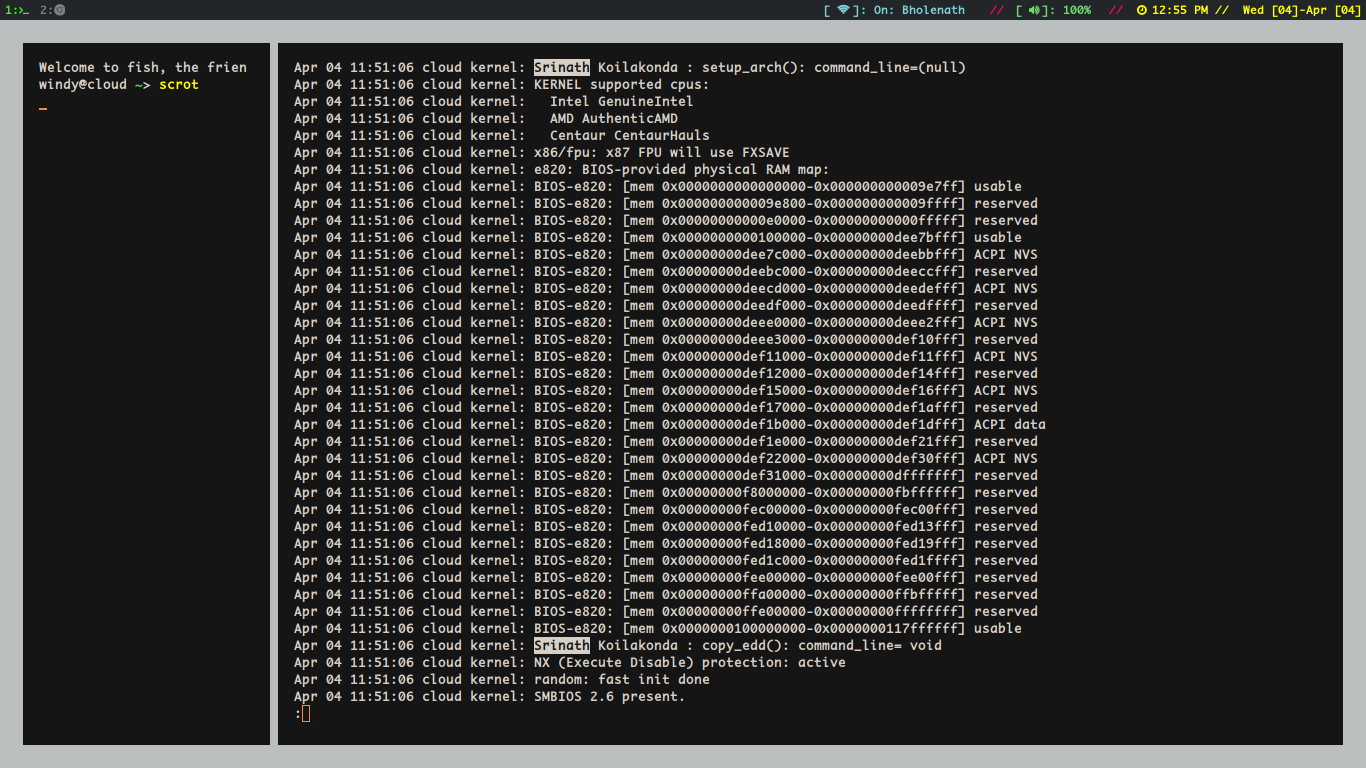 1:>_ 2:
[ ]: On: Bholenath // [ ]: 100% // 12:55 PM // Wed [04]-Apr [04]
Welcome to fish, the frien
windy@cloud ~> scrot
Apr 04 11:51:06 cloud kernel: Srinath Koilakonda : setup_arch(): command_line=(null)
Apr 04 11:51:06 cloud kernel: KERNEL supported cpus:
Apr 04 11:51:06 cloud kernel:   Intel GenuineIntel
Apr 04 11:51:06 cloud kernel:   AMD AuthenticAMD
Apr 04 11:51:06 cloud kernel:   Centaur CentaurHauls
Apr 04 11:51:06 cloud kernel: x86/fpu: x87 FPU will use FXSAVE
Apr 04 11:51:06 cloud kernel: e820: BIOS-provided physical RAM map:
Apr 04 11:51:06 cloud kernel: BIOS-e820: [mem 0x0000000000000000-0x000000000009e7ff] usable
Apr 04 11:51:06 cloud kernel: BIOS-e820: [mem 0x000000000009e800-0x000000000009ffff] reserved
Apr 04 11:51:06 cloud kernel: BIOS-e820: [mem 0x00000000000e0000-0x00000000000fffff] reserved
Apr 04 11:51:06 cloud kernel: BIOS-e820: [mem 0x0000000000100000-0x00000000dee7bfff] usable
Apr 04 11:51:06 cloud kernel: BIOS-e820: [mem 0x00000000dee7c000-0x00000000deebbfff] ACPI NVS
Apr 04 11:51:06 cloud kernel: BIOS-e820: [mem 0x00000000deebc000-0x00000000deeccfff] reserved
Apr 04 11:51:06 cloud kernel: BIOS-e820: [mem 0x00000000deecd000-0x00000000deedefff] ACPI NVS
Apr 04 11:51:06 cloud kernel: BIOS-e820: [mem 0x00000000deedf000-0x00000000deedffff] reserved
Apr 04 11:51:06 cloud kernel: BIOS-e820: [mem 0x00000000deee0000-0x00000000deee2fff] ACPI NVS
Apr 04 11:51:06 cloud kernel: BIOS-e820: [mem 0x00000000deee3000-0x00000000def10fff] reserved
Apr 04 11:51:06 cloud kernel: BIOS-e820: [mem 0x00000000def11000-0x00000000def11fff] ACPI NVS
Apr 04 11:51:06 cloud kernel: BIOS-e820: [mem 0x00000000def12000-0x00000000def14fff] reserved
Apr 04 11:51:06 cloud kernel: BIOS-e820: [mem 0x00000000def15000-0x00000000def16fff] ACPI NVS
Apr 04 11:51:06 cloud kernel: BIOS-e820: [mem 0x00000000def17000-0x00000000def1afff] reserved
Apr 04 11:51:06 cloud kernel: BIOS-e820: [mem 0x00000000def1b000-0x00000000def1dfff] ACPI data
Apr 04 11:51:06 cloud kernel: BIOS-e820: [mem 0x00000000def1e000-0x00000000def21fff] reserved
Apr 04 11:51:06 cloud kernel: BIOS-e820: [mem 0x00000000def22000-0x00000000def30fff] ACPI NVS
Apr 04 11:51:06 cloud kernel: BIOS-e820: [mem 0x00000000def31000-0x00000000dfffffff] reserved
Apr 04 11:51:06 cloud kernel: BIOS-e820: [mem 0x00000000f8000000-0x00000000fbffffff] reserved
Apr 04 11:51:06 cloud kernel: BIOS-e820: [mem 0x00000000fec00000-0x00000000fec00fff] reserved
Apr 04 11:51:06 cloud kernel: BIOS-e820: [mem 0x00000000fed10000-0x00000000fed13fff] reserved
Apr 04 11:51:06 cloud kernel: BIOS-e820: [mem 0x00000000fed18000-0x00000000fed19fff] reserved
Apr 04 11:51:06 cloud kernel: BIOS-e820: [mem 0x00000000fed1c000-0x00000000fed1ffff] reserved
Apr 04 11:51:06 cloud kernel: BIOS-e820: [mem 0x00000000fee00000-0x00000000fee00fff] reserved
Apr 04 11:51:06 cloud kernel: BIOS-e820: [mem 0x00000000ffa00000-0x00000000ffbfffff] reserved
Apr 04 11:51:06 cloud kernel: BIOS-e820: [mem 0x00000000ffe00000-0x00000000ffffffff] reserved
Apr 04 11:51:06 cloud kernel: BIOS-e820: [mem 0x0000000100000000-0x0000000117ffffff] usable
Apr 04 11:51:06 cloud kernel: Srinath Koilakonda : copy_edd(): command_line= void
Apr 04 11:51:06 cloud kernel: NX (Execute Disable) protection: active
Apr 04 11:51:06 cloud kernel: random: fast init done
Apr 04 11:51:06 cloud kernel: SMBIOS 2.6 present.
: